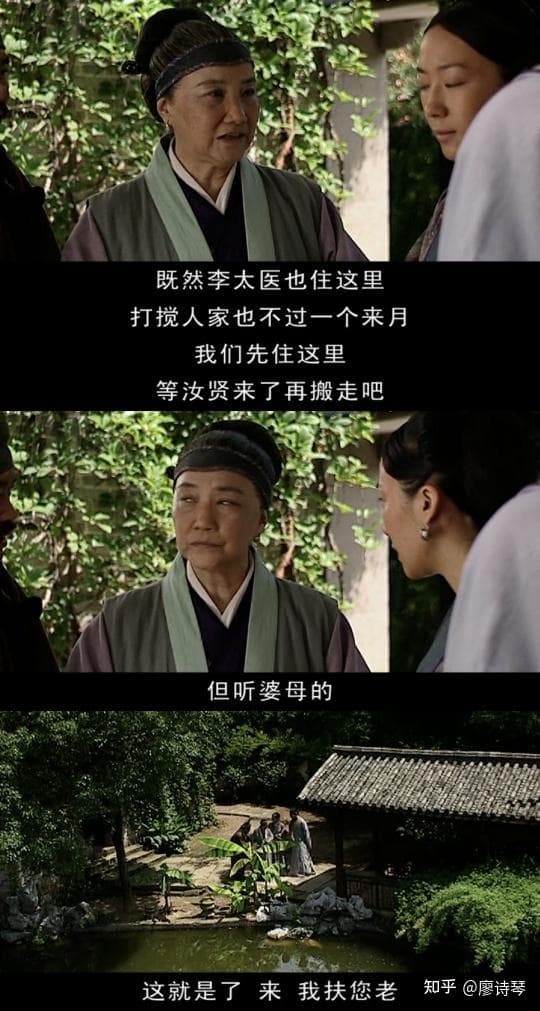 既然李太医也住这里
打搅人家也不过一个来月
我们先住这里
等汝贤来了再搬走吧
但听婆母的
这就是了 来 我扶您老
知乎 @廖诗琴